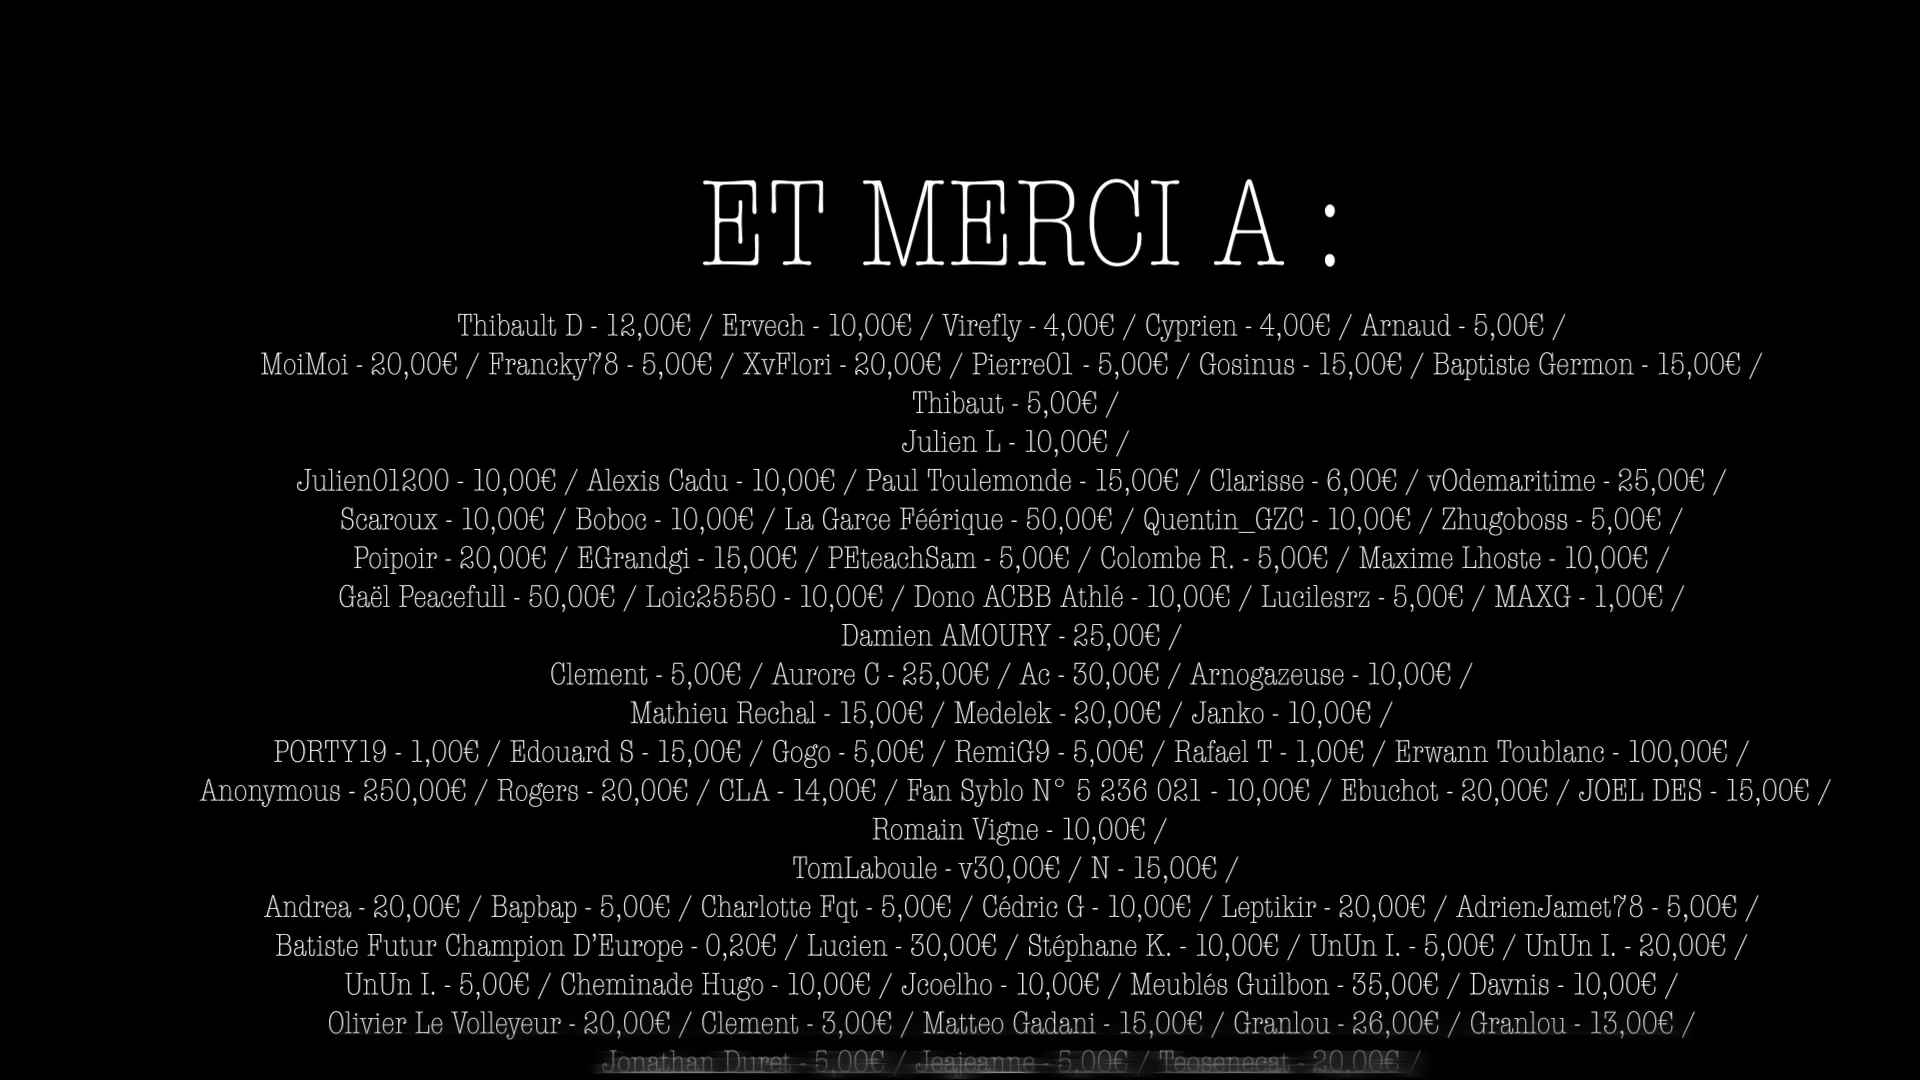 ET MERCI A :
Thibault D - 12,00€ / Ervech - 10,00€ / Virefly - 4,00€ / Cyprien - 4,00€ / Arnaud - 5,00€ /
MoiMoi - 20,00€ / Francky78 - 5,00€ / XvFlori - 20,00€ / Pierre01 - 5,00€ / Gosinus - 15,00€ / Baptiste Germon - 15,00€ /
Thibaut - 5,00€ /
Julien L - 10,00€ /
Julien01200 - 10,00€ / Alexis Cadu - 10,00€ / Paul Toulemonde - 15,00€ / Clarisse - 6,00€ / vOdemaritime - 25,00€ /
Scaroux - 10,00€ / Boboc - 10,00€ / La Garce Féérique - 50,00€ / Quentin_GZC - 10,00€ / Zhugoboss - 5,00€ /
Poipoir - 20,00€ / EGrandgi - 15,00€ / PEteachSam - 5,00€ / Colombe R. - 5,00€ / Maxime Lhoste - 10,00€ /
Gaël Peacefull - 50,00€ / Loic25550 - 10,00€ / Dono ACBB Athlé - 10,00€ / Lucilesrz - 5,00€ / MAXG - 1,00€ /
Damien AMOURY - 25,00€ /
Clement - 5,00€ / Aurore C - 25,00€ / Ac - 30,00€ / Arnogazeuse - 10,00€ /
Mathieu Rechal - 15,00€ / Medelek - 20,00€ / Janko - 10,00€ /
PORTY19 - 1,00€ / Edouard S - 15,00€ / Gogo - 5,00€ / RemiG9 - 5,00€ / Rafael T - 1,00€ / Erwann Toublanc - 100,00€ /
Anonymous - 250,00€ / Rogers - 20,00€ / CLA - 14,00€ / Fan Syblo N° 5 236 021 - 10,00€ / Ebuchot - 20,00€ / JOEL DES - 15,00€ /
Romain Vigne - 10,00€ /
TomLaboule - v30,00€ / N - 15,00€ /
Andrea - 20,00€ / Bapbap - 5,00€ / Charlotte Fqt - 5,00€ / Cédric G - 10,00€ / Leptikir - 20,00€ / AdrienJamet78 - 5,00€ /
Batiste Futur Champion D'Europe - 0,20€ / Lucien - 30,00€ / Stéphane K. - 10,00€ / UnUn I. - 5,00€ / UnUn I. - 20,00€ /
UnUn I. - 5,00€ / Cheminade Hugo - 10,00€ / Jcoelho - 10,00€ / Meublés Guilbon - 35,00€ / Davnis - 10,00€ /
Olivier Le Volleyeur - 20,00€ / Clement - 3,00€ / Matteo Gadani - 15,00€ / Granlou - 26,00€ / Granlou - 13,00€ /
Jonathan Duret - 5,00€ / Jeajeanne - 5,00€ / Teosenecat - 20,00€ /